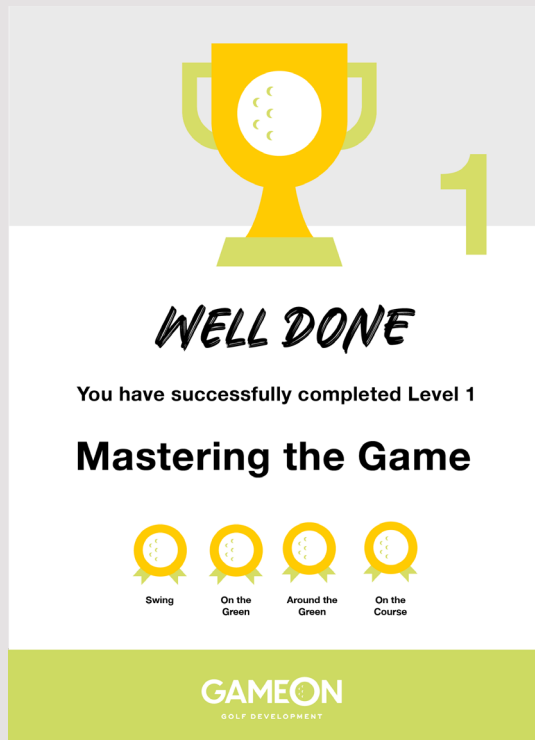 1
WELL DONE
You have successfully completed Level 1
Mastering the Game
Swing
On the
Green
Around the
Green
On the
Course
GAMEON
GOLF DEVELOPMENT